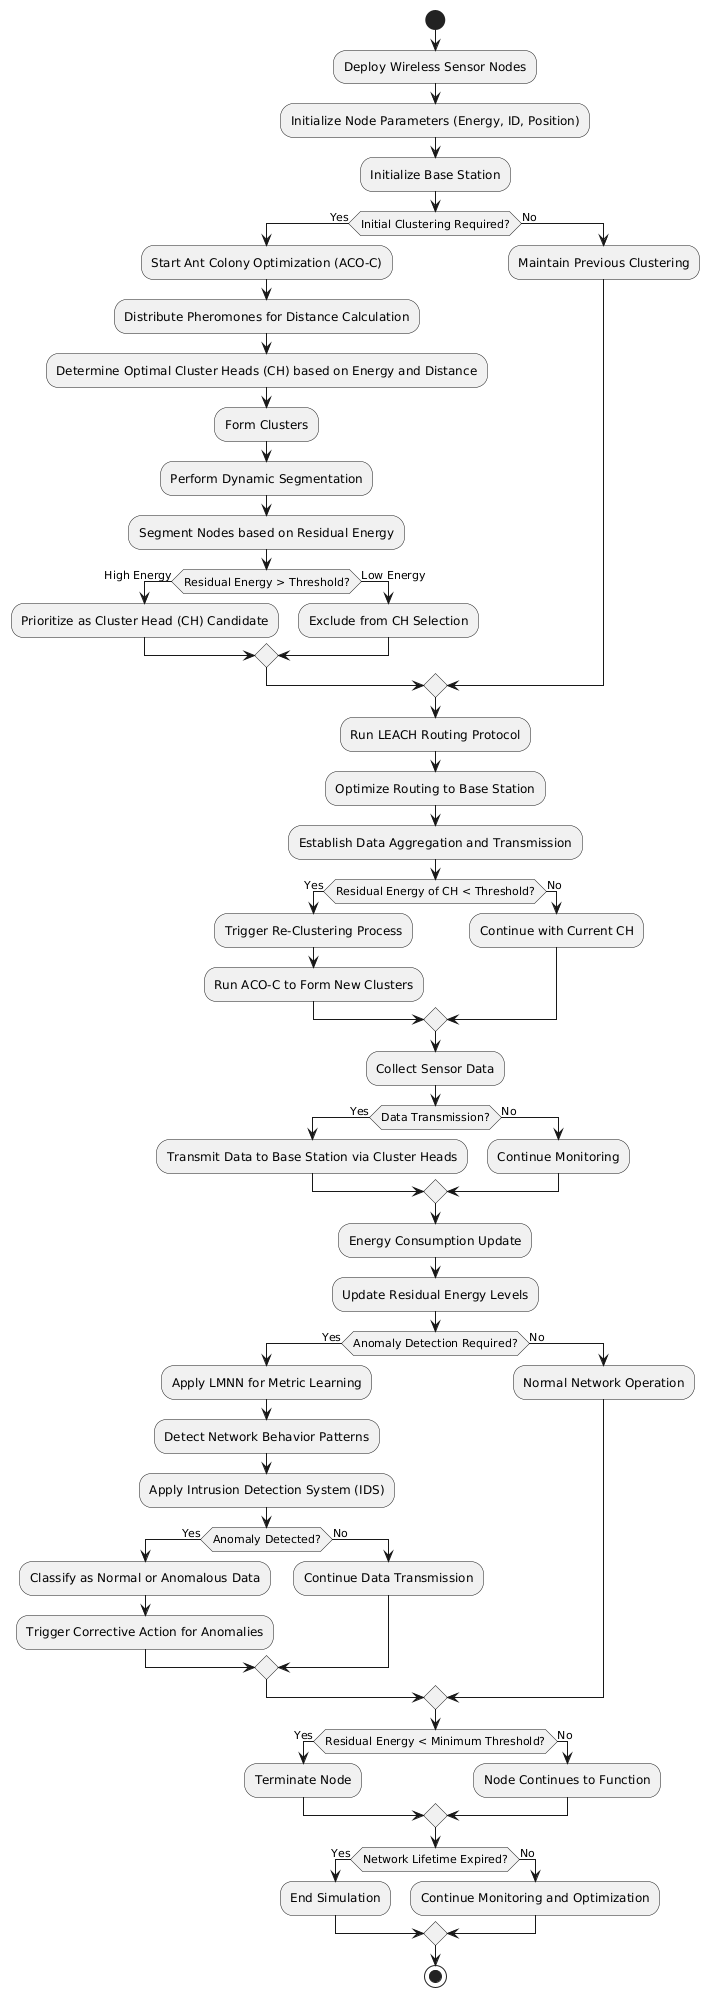 Deploy Wireless Sensor Nodes
Initialize Node Parameters (Energy, ID, Position)
Initialize Base Station
Yes
Initial Clustering Required?
No
Start Ant Colony Optimization (ACO-C)
Maintain Previous Clustering
Distribute Pheromones for Distance Calculation
Determine Optimal Cluster Heads (CH) based on Energy and Distance
Form Clusters
Perform Dynamic Segmentation
Segment Nodes based on Residual Energy
High Energy
Residual Energy > Threshold?
Low Energy
Prioritize as Cluster Head (CH) Candidate
Exclude from CH Selection
Run LEACH Routing Protocol
Optimize Routing to Base Station
Establish Data Aggregation and Transmission
Yes
Residual Energy of CH < Threshold?
No
Trigger Re-Clustering Process
Continue with Current CH
Run ACO-C to Form New Clusters
Collect Sensor Data
Yes
Data Transmission?
No
Transmit Data to Base Station via Cluster Heads
Continue Monitoring
Energy Consumption Update
Update Residual Energy Levels
Yes
Anomaly Detection Required?
No
Apply LMNN for Metric Learning
Normal Network Operation
Detect Network Behavior Patterns
Apply Intrusion Detection System (IDS)
Yes
Anomaly Detected?
No
Classify as Normal or Anomalous Data
Continue Data Transmission
Trigger Corrective Action for Anomalies
Yes
Residual Energy < Minimum Threshold?
No
Terminate Node
Node Continues to Function
Yes
Network Lifetime Expired?
No
End Simulation
Continue Monitoring and Optimization